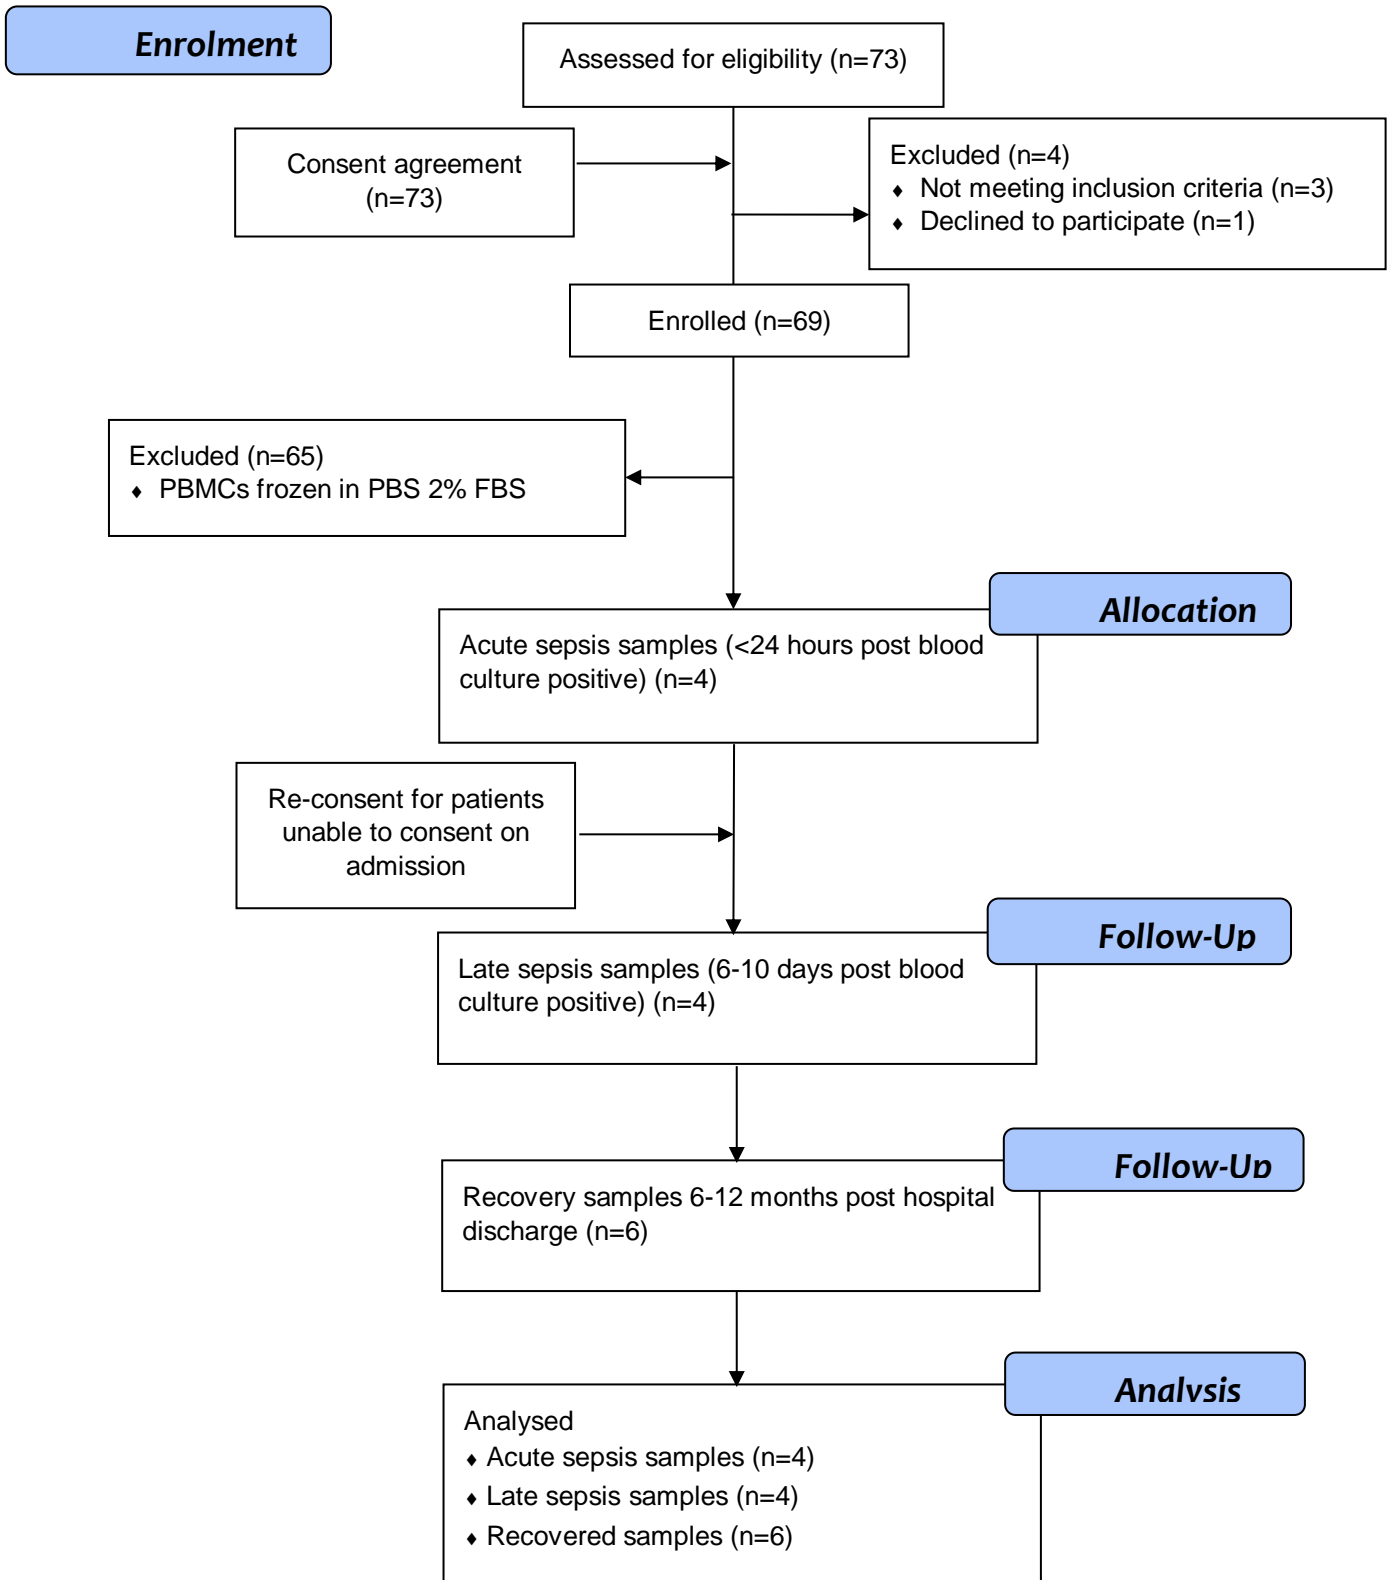 Enrolment
Assessed for eligibility (n=73)
Consent agreement
(n=73)
Excluded (n=4)
♦ Not meeting inclusion criteria (n=3)
♦ Declined to participate (n=1)
Enrolled (n=69)
Excluded (n=65)
♦ PBMCs frozen in PBS 2% FBS
Allocation
Acute sepsis samples (<24 hours post blood
culture positive) (n=4)
Re-consent for patients
unable to consent on
admission
Follow-Up
Late sepsis samples (6-10 days post blood
culture positive) (n=4)
Follow-Up
Recovery samples 6-12 months post hospital
discharge (n=6)
Analysis
Analysed
♦ Acute sepsis samples (n=4)
♦ Late sepsis samples (n=4)
♦ Recovered samples (n=6)